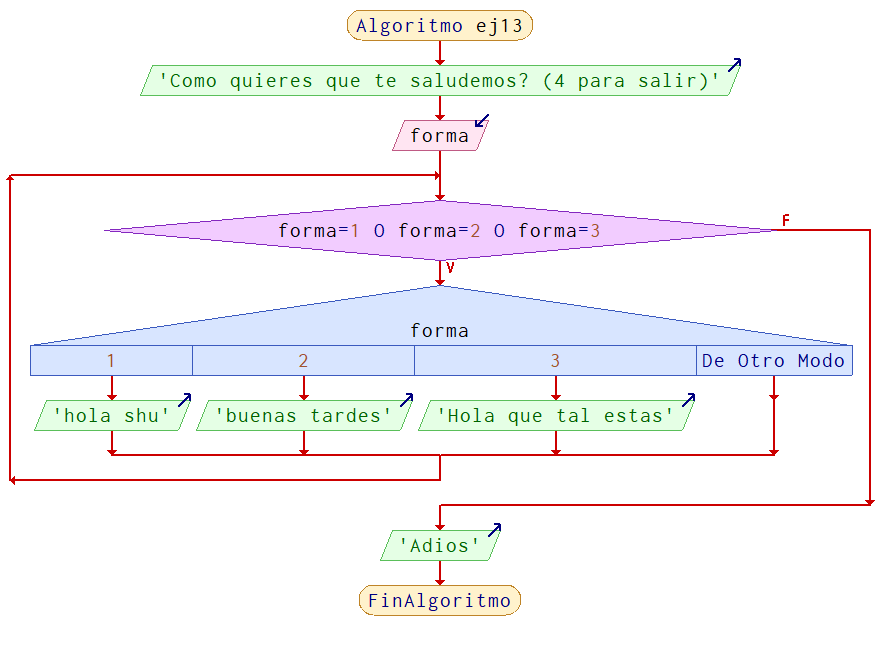 Algoritmo ej13
'Como quieres que te saludemos? (4 para salir)'
forma
forma=1 O forma=2 O forma=3
F
V
forma
1 2 3 De Otro Modo
'hola shu' 'buenas tardes' 'Hola que tal estas'
'Adios'
FinAlgoritmo